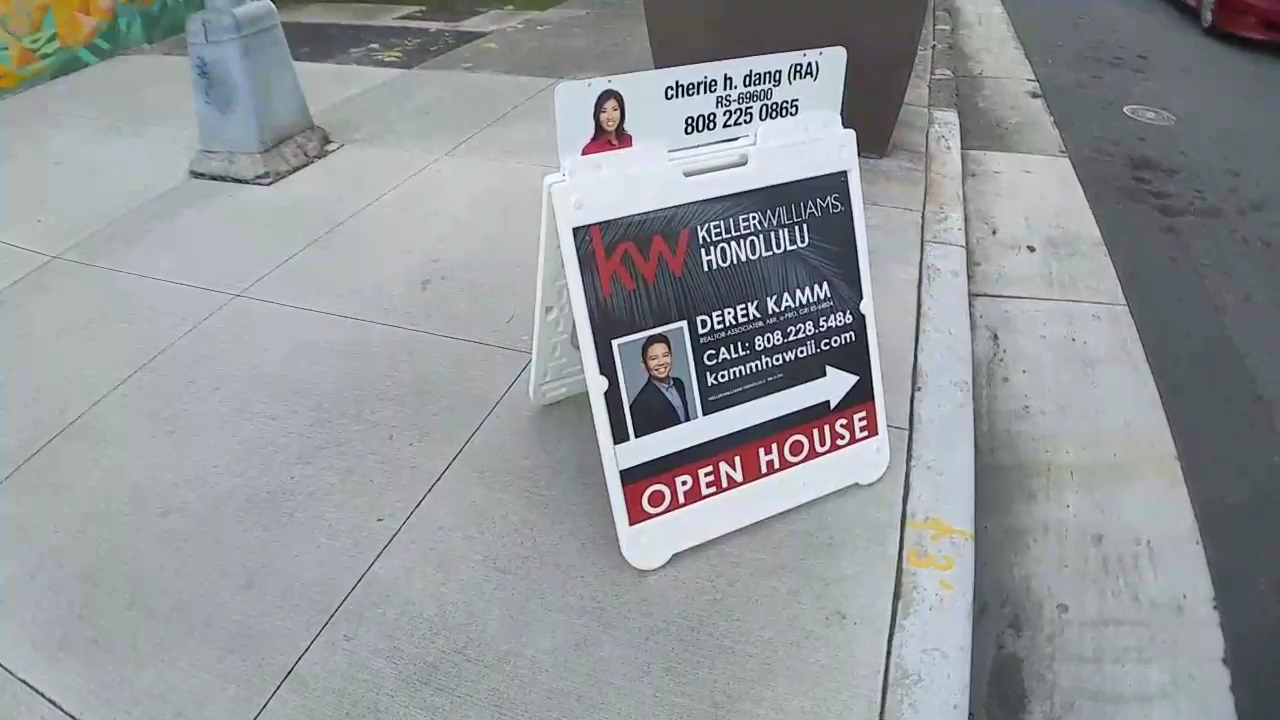 cherie h. dang (RA)
RS-69600
808 225 0865
kw KELLERWILLIAMS.
HONOLULU
DEREK KAMM
CALL: 808.228.5486
kammhawaii.com
OPEN HOUSE